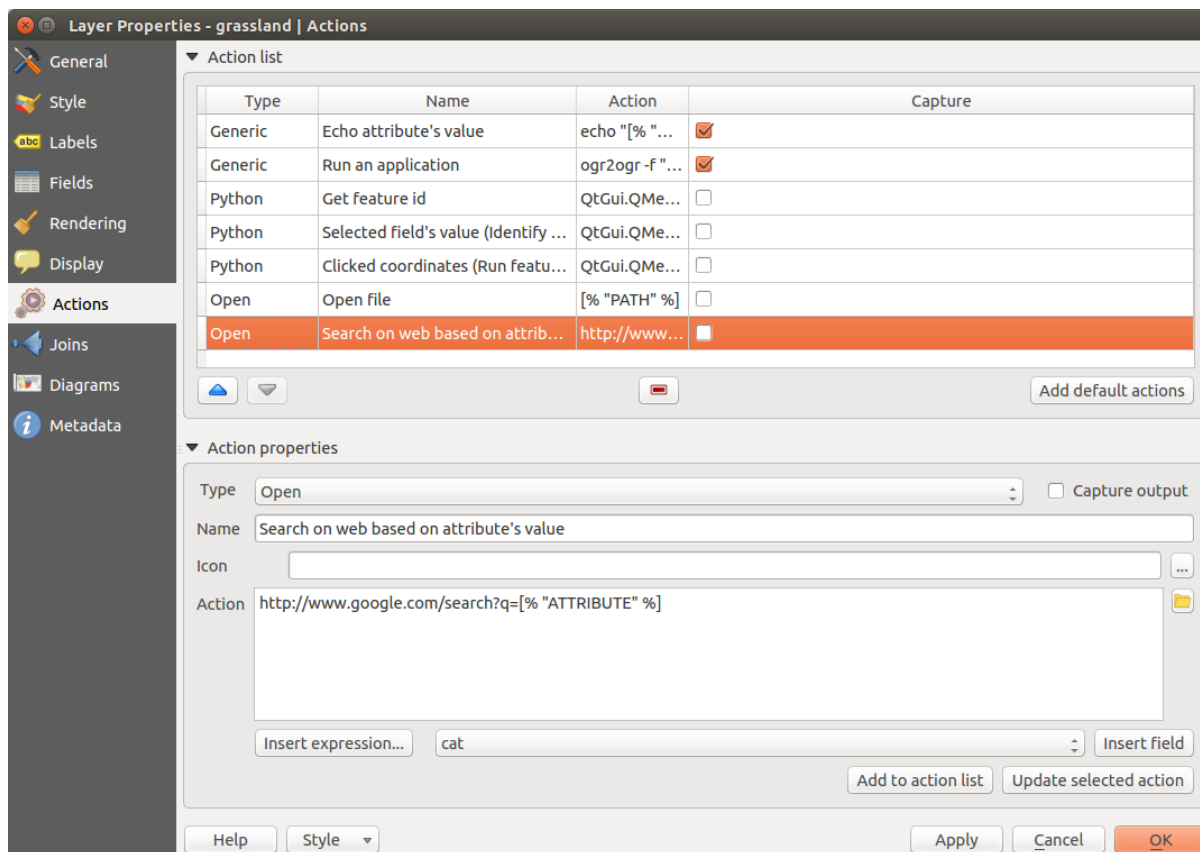 Layer Properties - grassland | Actions
General
Style
Labels
Fields
Rendering
Display
Actions
Joins
Diagrams
Metadata
Action list
Type Name Action Capture
Generic Echo attribute's value echo "[% "...
Generic Run an application ogr2ogr -f "...
Python Get feature id QtGui.QMe...
Python Selected field's value (Identify ... QtGui.QMe...
Python Clicked coordinates (Run featu... QtGui.QMe...
Open Open file [% "PATH" %]
Open Search on web based on attrib... http://www...
Add default actions
Action properties
Type Open Capture output
Name Search on web based on attribute's value
Icon ...
Action http://www.google.com/search?q=[% "ATTRIBUTE" %]
Insert expression... cat Insert field
Add to action list Update selected action
Help Style Apply Cancel OK
abc